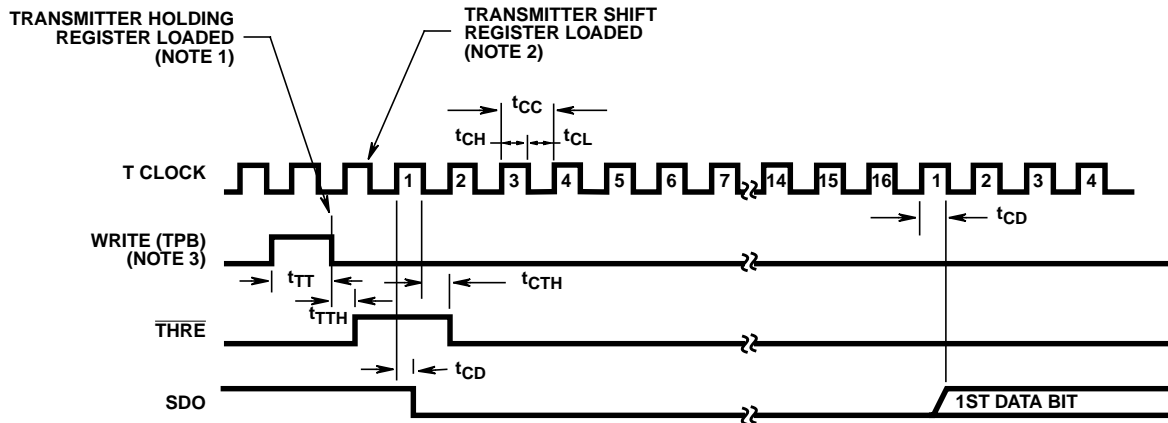 TRANSMITTER HOLDING
REGISTER LOADED
(NOTE 1)
TRANSMITTER SHIFT
REGISTER LOADED
(NOTE 2)
tCC
tCH
tCL
T CLOCK
1 2 3 4 5 6 7 14 15 16 1 2 3 4
tCD
WRITE (TPB)
(NOTE 3)
tTT
tCTH
tTTH
THRE
tCD
SDO
1ST DATA BIT